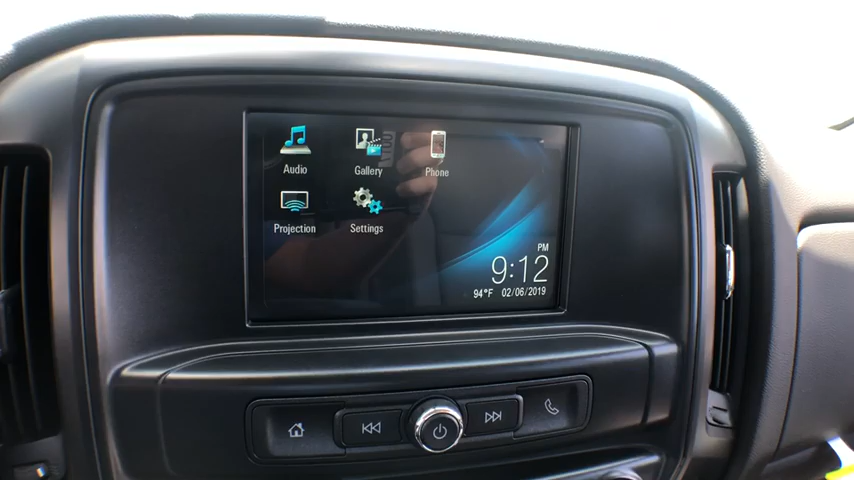 Audio
Gallery
Phone
Projection
Settings
PM
9:12
94°F 02/06/2019